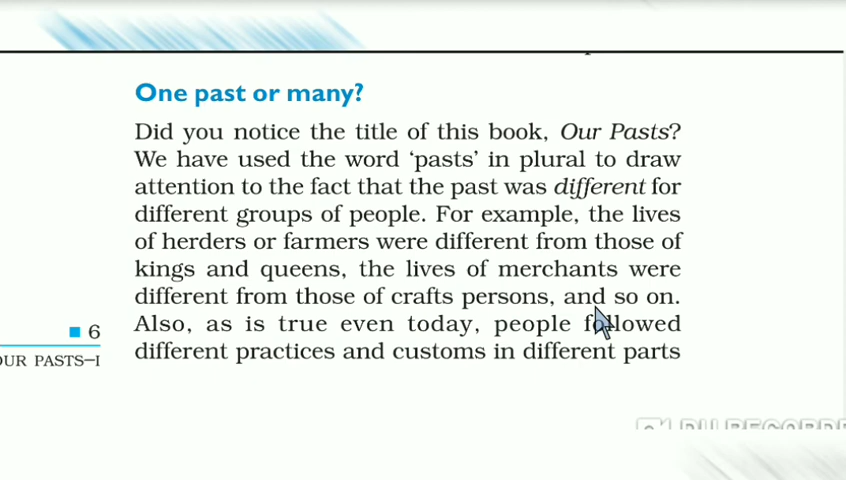 One past or many?
Did you notice the title of this book, Our Pasts?
We have used the word ‘pasts’ in plural to draw
attention to the fact that the past was different for
different groups of people. For example, the lives
of herders or farmers were different from those of
kings and queens, the lives of merchants were
different from those of crafts persons, and so on.
Also, as is true even today, people followed
different practices and customs in different parts
6
OUR PASTS–I